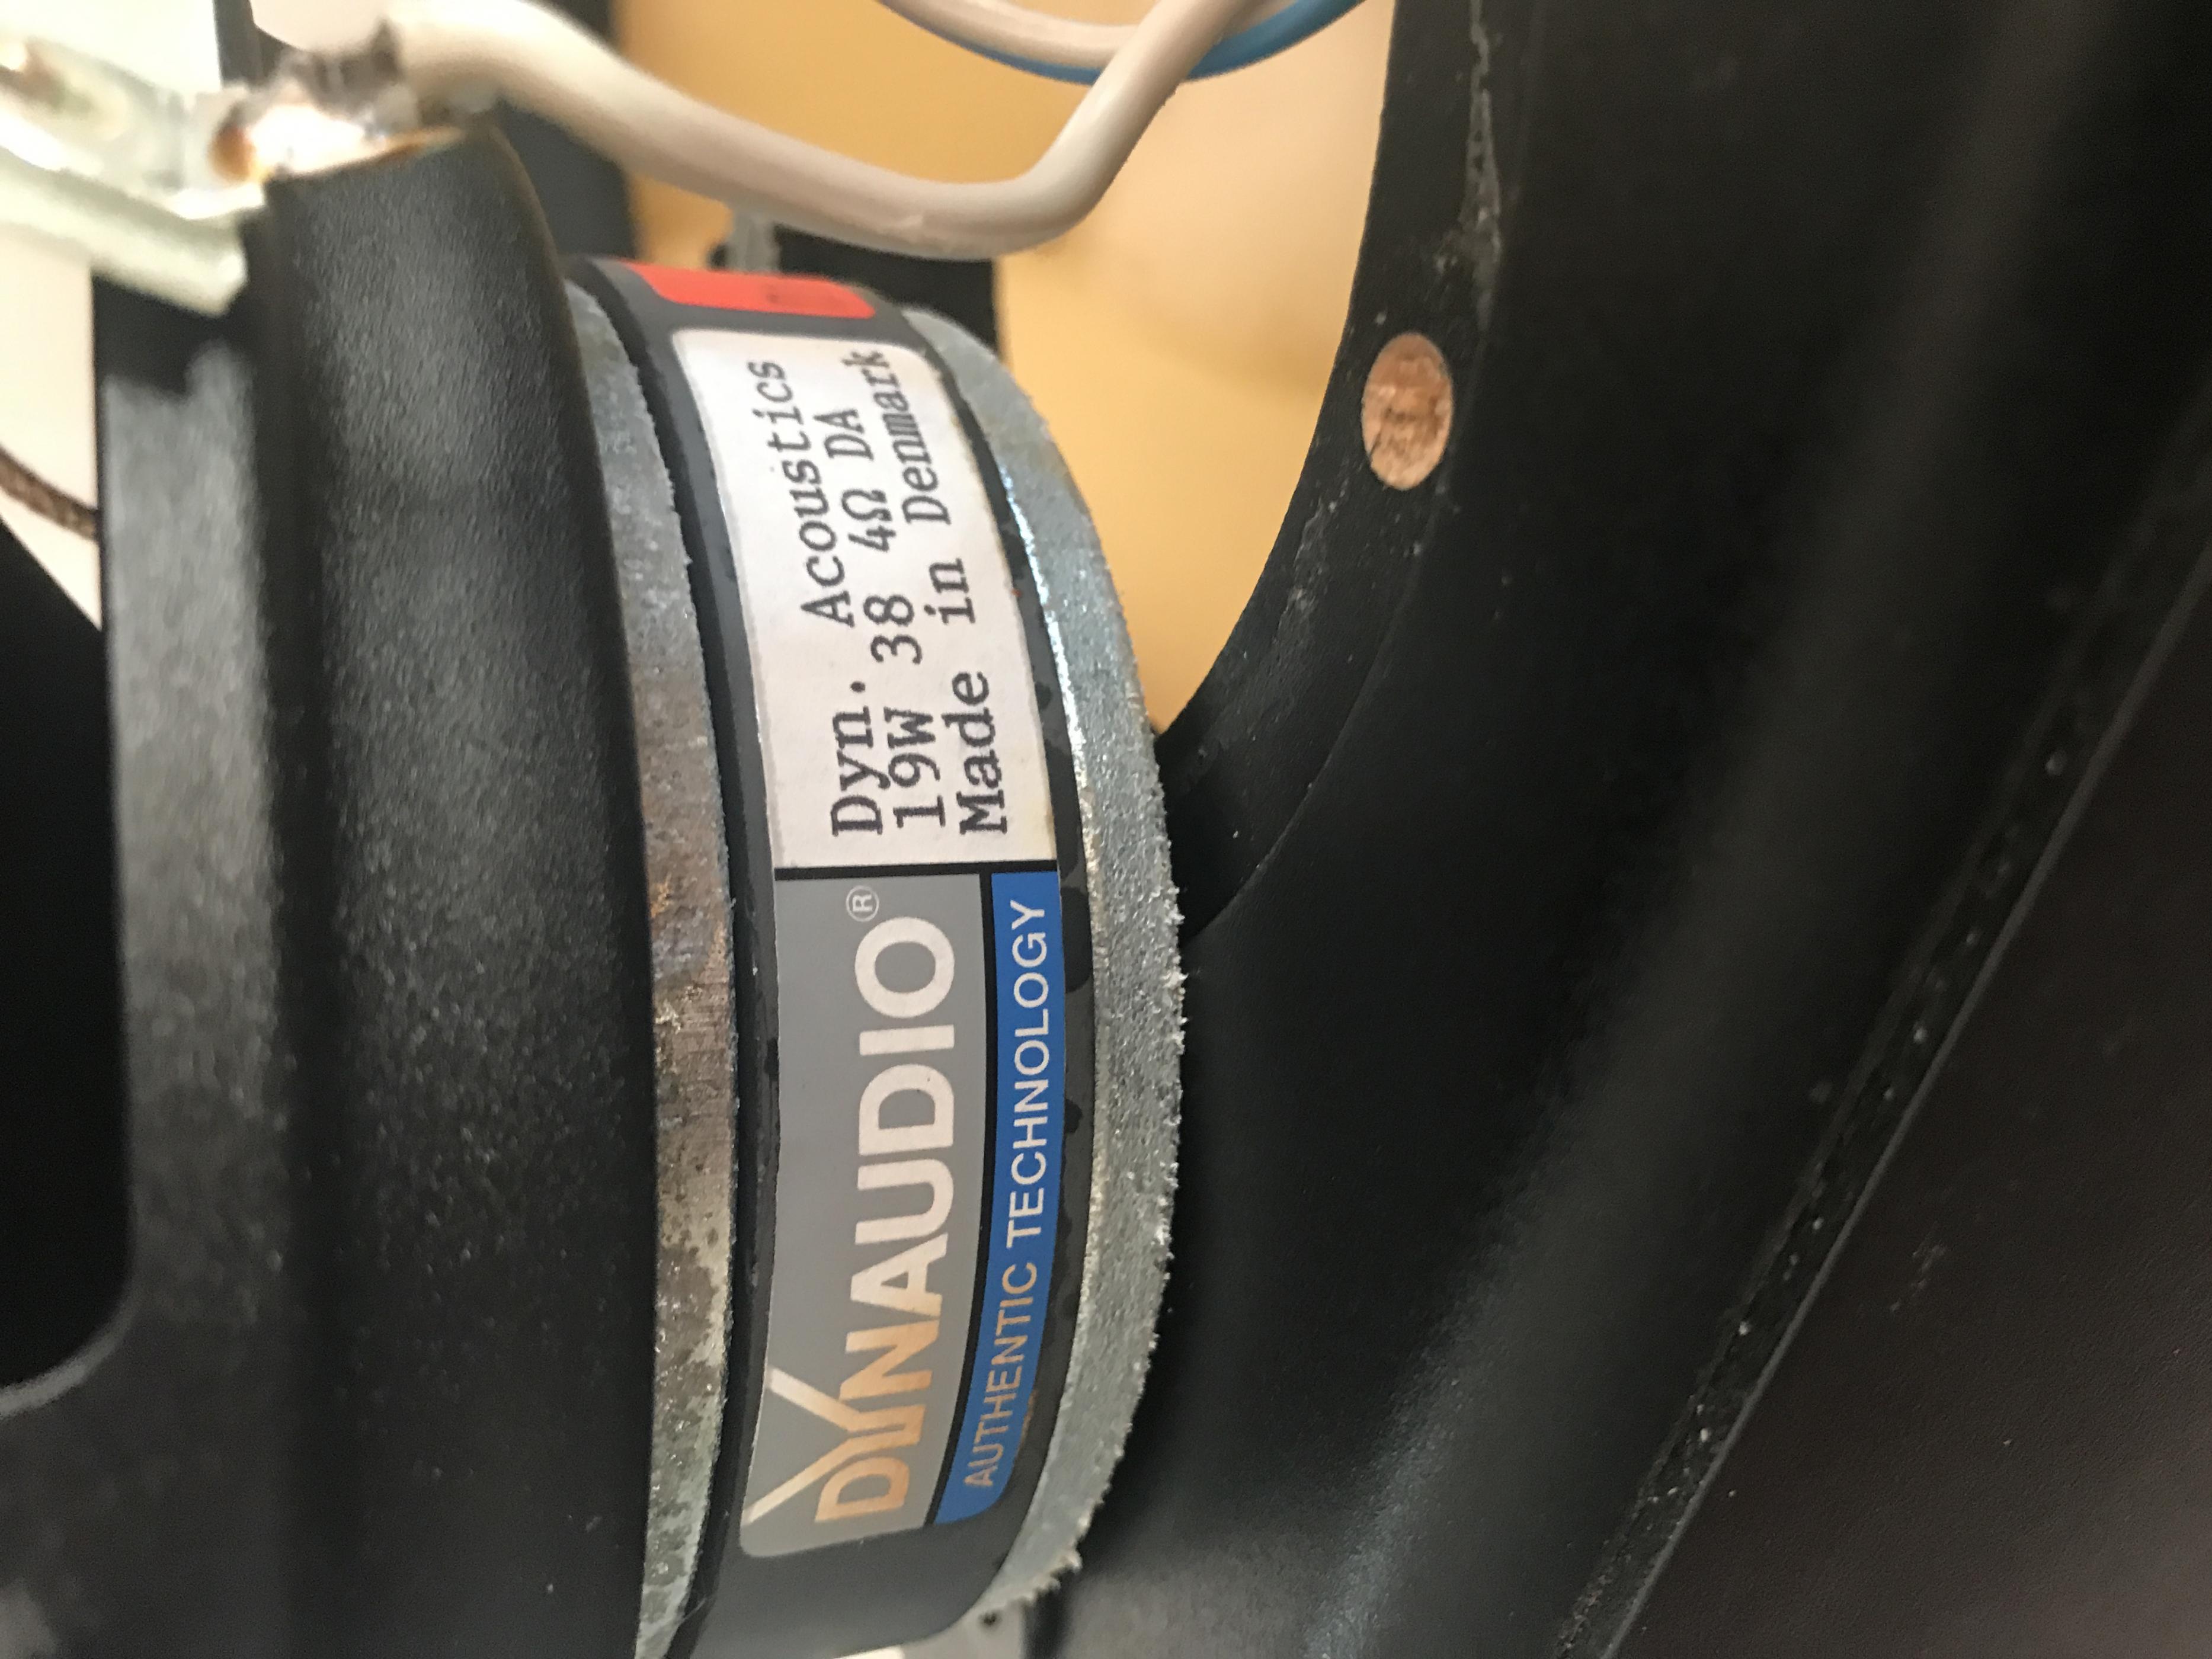 DYNAUDIO®
AUTHENTIC TECHNOLOGY
Dyn. Acoustics
19W 38 4Ω DA
Made in Denmark